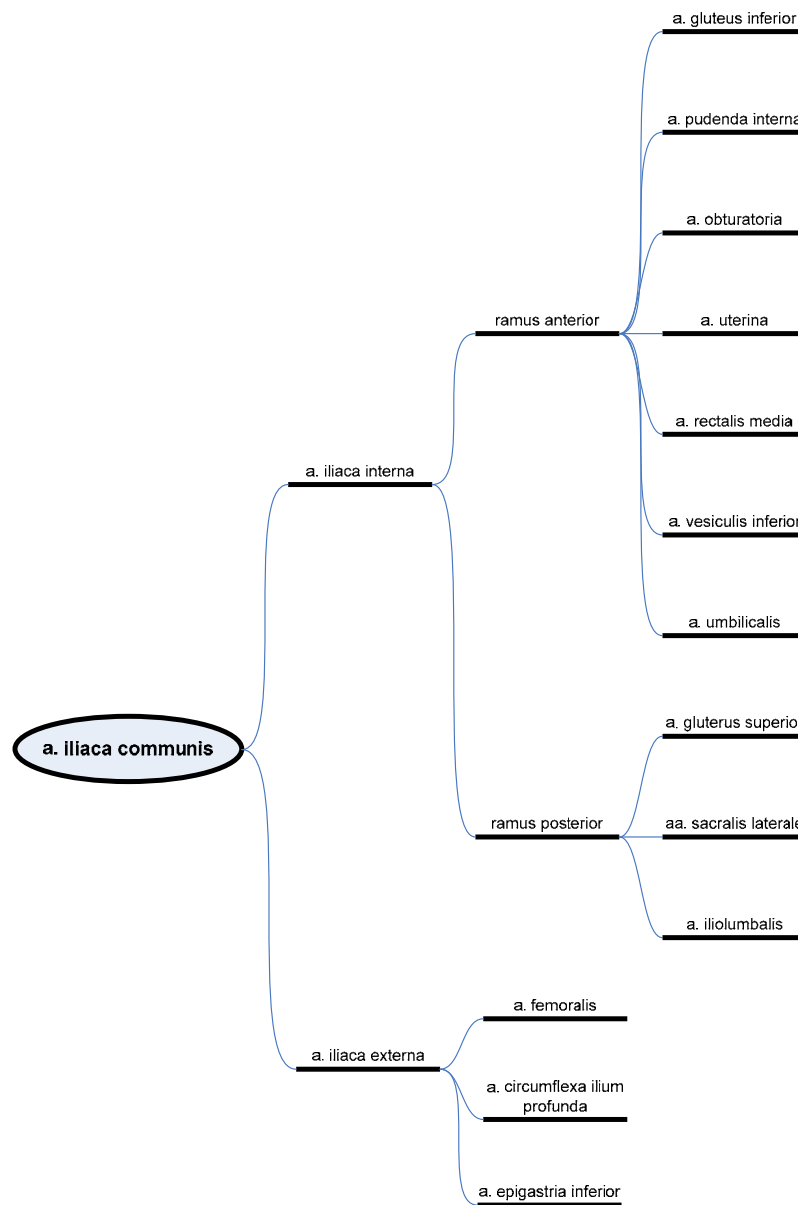 a. gluteus inferior
a. pudenda interna
a. obturatoria
a. uterina
ramus anterior
a. rectalis media
a. vesiculis inferior
a. umbilicalis
a. iliaca interna
a. iliaca communis
a. gluterus superio
aa. sacralis laterale
ramus posterior
a. iliolumbalis
a. femoralis
a. iliaca externa
a. circumflexa ilium
profunda
a. epigastria inferior